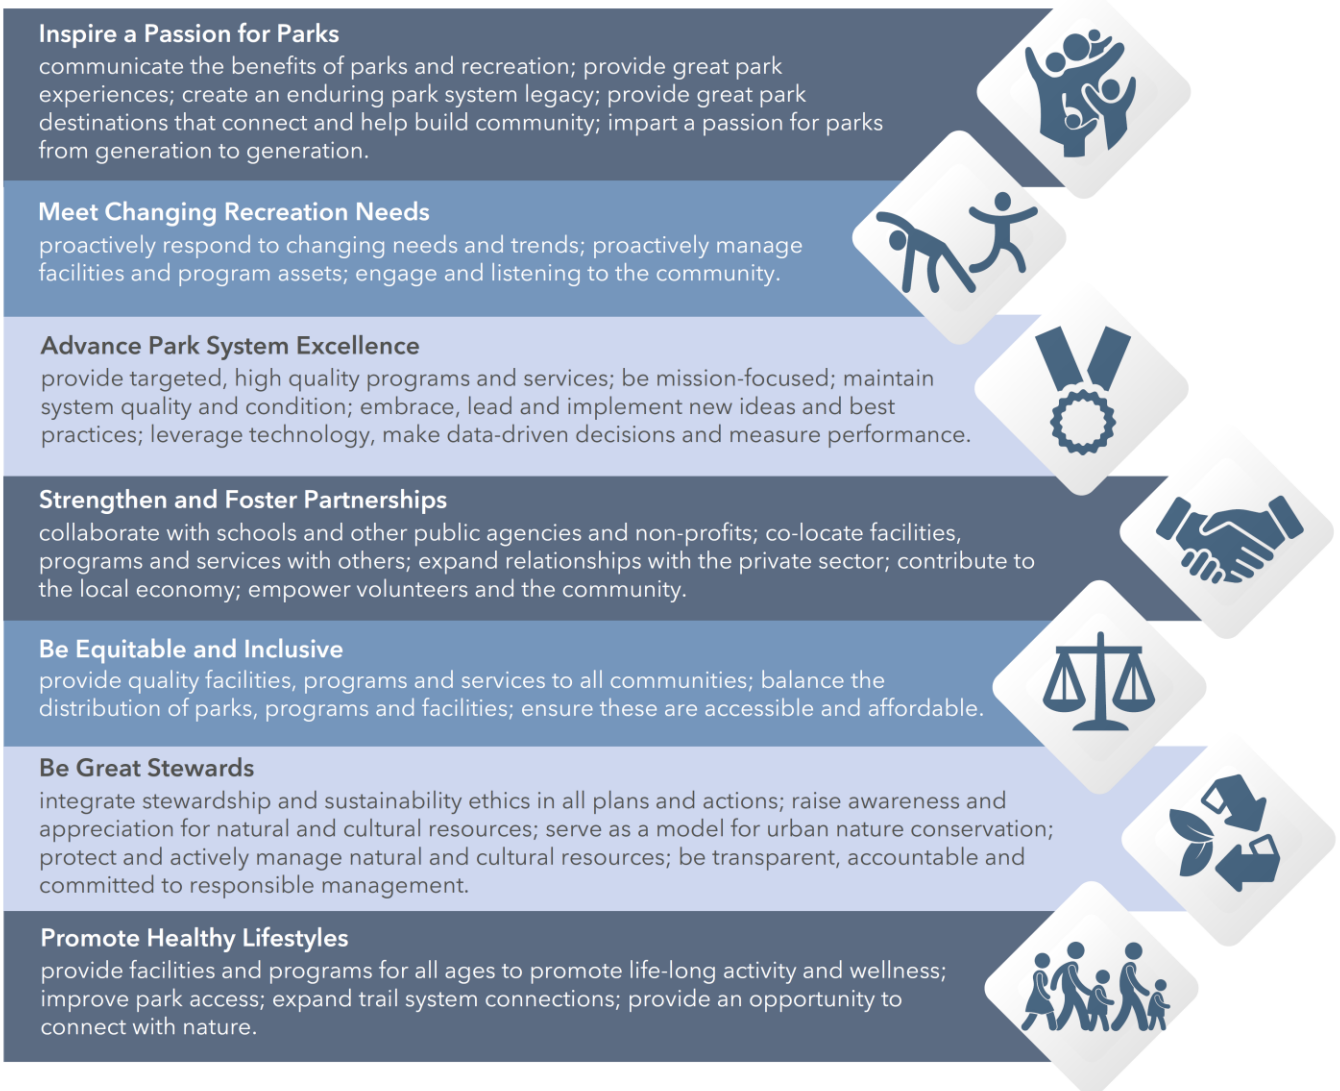 Inspire a Passion for Parks
communicate the benefits of parks and recreation; provide great park
experiences; create an enduring park system legacy; provide great park
destinations that connect and help build community; impart a passion for parks
from generation to generation.
Meet Changing Recreation Needs
proactively respond to changing needs and trends; proactively manage
facilities and program assets; engage and listening to the community.
Advance Park System Excellence
provide targeted, high quality programs and services; be mission-focused; maintain
system quality and condition; embrace, lead and implement new ideas and best
practices; leverage technology, make data-driven decisions and measure performance.
Strengthen and Foster Partnerships
collaborate with schools and other public agencies and non-profits; co-locate facilities,
programs and services with others; expand relationships with the private sector; contribute to
the local economy; empower volunteers and the community.
Be Equitable and Inclusive
provide quality facilities, programs and services to all communities; balance the
distribution of parks, programs and facilities; ensure these are accessible and affordable.
Be Great Stewards
integrate stewardship and sustainability ethics in all plans and actions; raise awareness and
appreciation for natural and cultural resources; serve as a model for urban nature conservation;
protect and actively manage natural and cultural resources; be transparent, accountable and
committed to responsible management.
Promote Healthy Lifestyles
provide facilities and programs for all ages to promote life-long activity and wellness;
improve park access; expand trail system connections; provide an opportunity to
connect with nature.